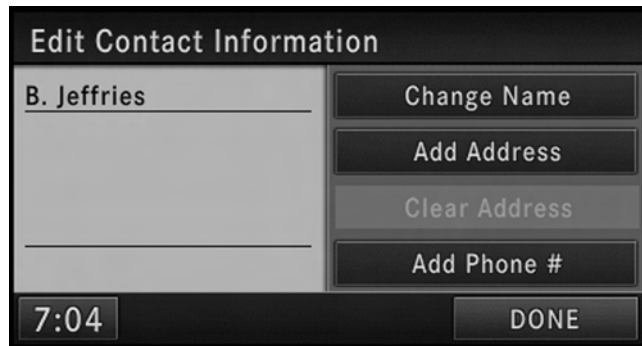 Edit Contact Information
B. Jeffries
Change Name
Add Address
Clear Address
Add Phone #
7:04
DONE